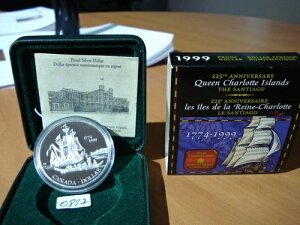 Proof Silver Dollar
Dollar épreuve numismatique en argent
1774
1999
CANADA · DOLLAR
0872
1999
225TH ANNIVERSARY
Queen Charlotte Islands
THE SANTIAGO
225E ANNIVERSAIRE
les îles de la Reine-Charlotte
LE SANTIAGO
1774-1999